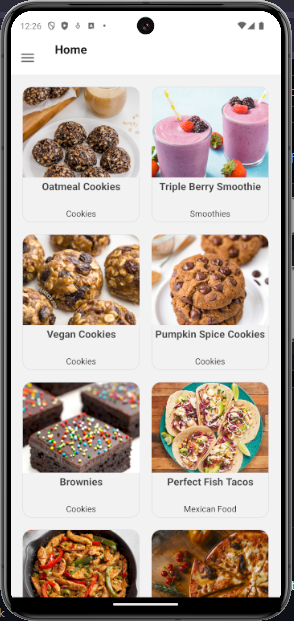 12:26
Home
Oatmeal Cookies
Cookies
Triple Berry Smoothie
Smoothies
Vegan Cookies
Cookies
Pumpkin Spice Cookies
Cookies
Brownies
Cookies
Perfect Fish Tacos
Mexican Food